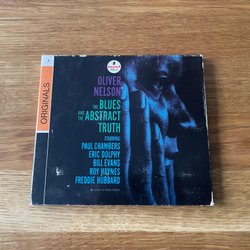 ORIGINALS
impulse!
OLIVER
NELSON
THE BLUES
AND THE ABSTRACT
TRUTH
STARRING:
PAUL CHAMBERS
ERIC DOLPHY
BILL EVANS
ROY HAYNES
FREDDIE HUBBARD